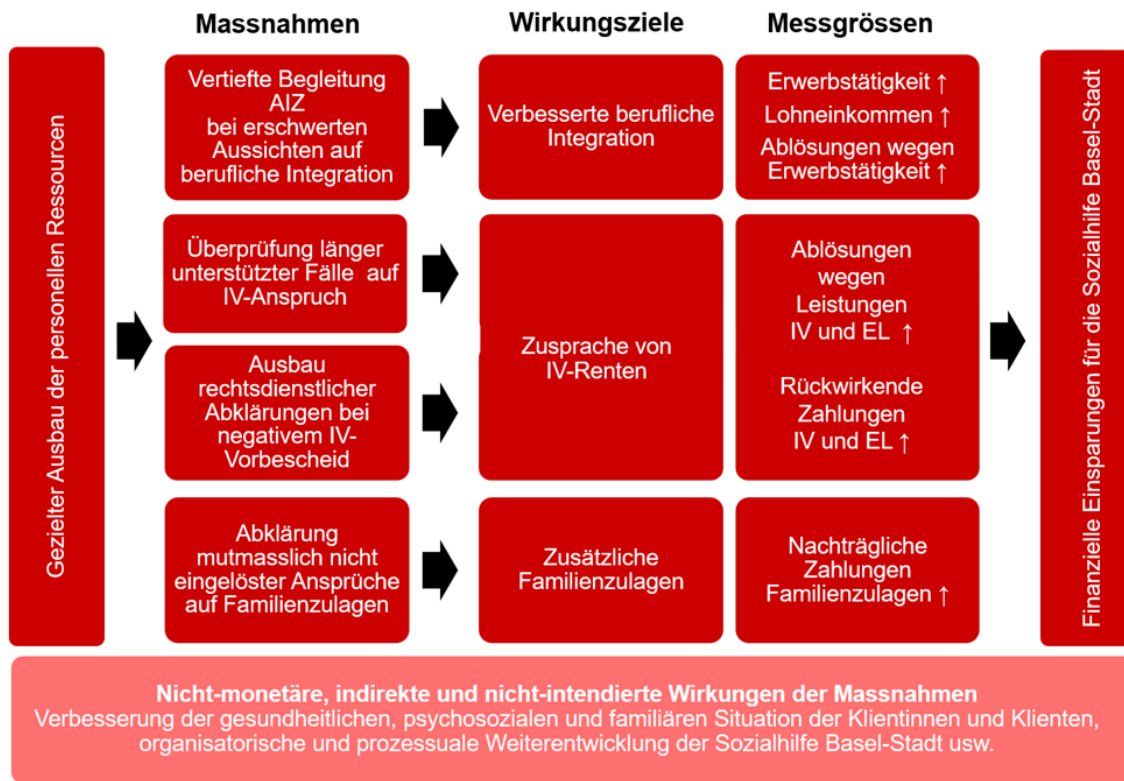 Massnahmen
Wirkungsziele
Messgrössen
Gezielter Ausbau der personellen Ressourcen
Vertiefte Begleitung
AIZ
bei erschwerten
Aussichten auf
berufliche Integration
Verbesserte berufliche
Integration
Erwerbstätigkeit ↑
Lohneinkommen ↑
Ablösungen wegen
Erwerbstätigkeit ↑
Überprüfung länger
unterstützter Fälle auf
IV-Anspruch
Ausbau
rechtsdienstlicher
Abklärungen bei
negativem IV-
Vorbescheid
Zusprache von
IV-Renten
Ablösungen
wegen
Leistungen
IV und EL ↑
Rückwirkende
Zahlungen
IV und EL ↑
Abklärung
mutmasslich nicht
eingelöster Ansprüche
auf Familienzulagen
Zusätzliche
Familienzulagen
Nachträgliche
Zahlungen
Familienzulagen ↑
Finanzielle Einsparungen für die Sozialhilfe Basel-Stadt
Nicht-monetäre, indirekte und nicht-intendierte Wirkungen der Massnahmen
Verbesserung der gesundheitlichen, psychosozialen und familiären Situation der Klientinnen und Klienten,
organisatorische und prozessuale Weiterentwicklung der Sozialhilfe Basel-Stadt usw.